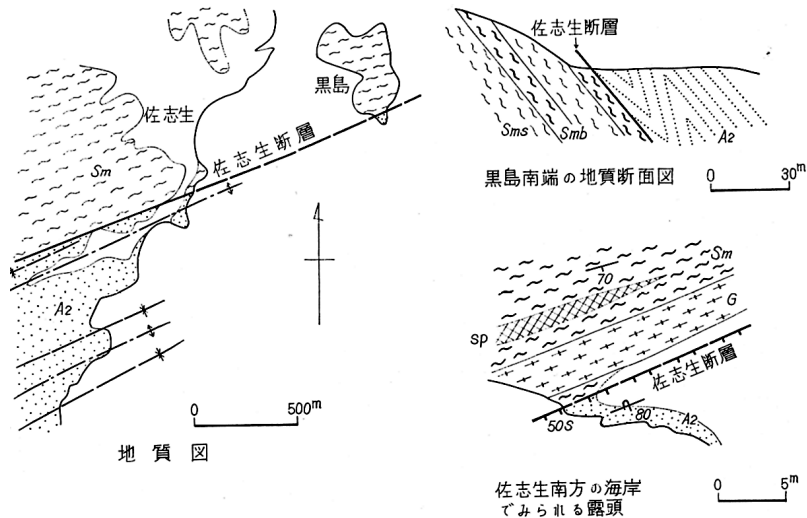 佐志生
黒島
佐志生断層
Sm
A2
0 500m
地質図
佐志生断層
Sms
Smb
A2
黒島南端の地質断面図
0 30m
Sm
70
G
sp
佐志生断層
50S
80
A2
佐志生南方の海岸
でみられる露頭
0 5m